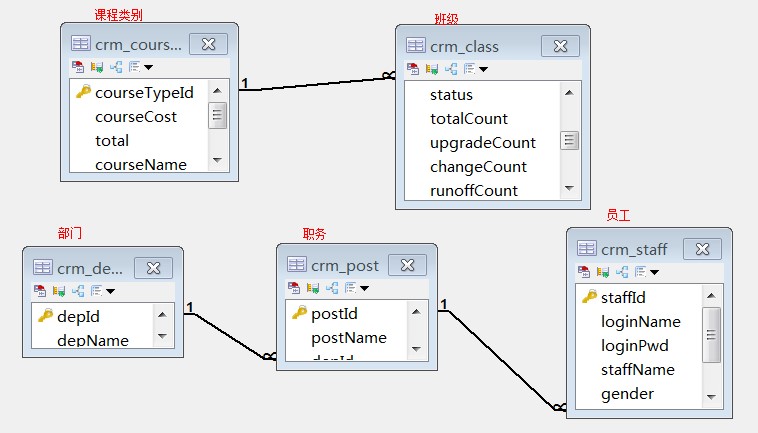 课程类别
crm_cours...
courseTypeId
courseCost
total
courseName
1
∞
班级
crm_class
status
totalCount
upgradeCount
changeCount
runoffCount
部门
crm_de...
depId
depName
1
∞
职务
crm_post
postId
postName
depId
1
∞
员工
crm_staff
staffId
loginName
loginPwd
staffName
gender